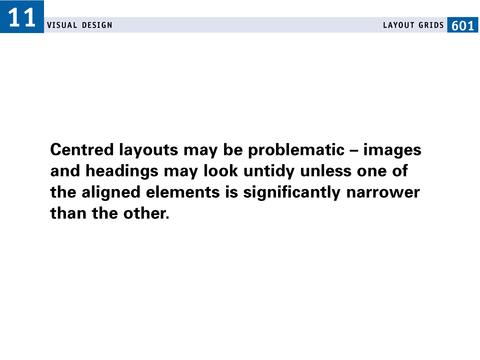 11
VISUAL DESIGN
LAYOUT GRIDS 601
Centred layouts may be problematic – images
and headings may look untidy unless one of
the aligned elements is significantly narrower
than the other.